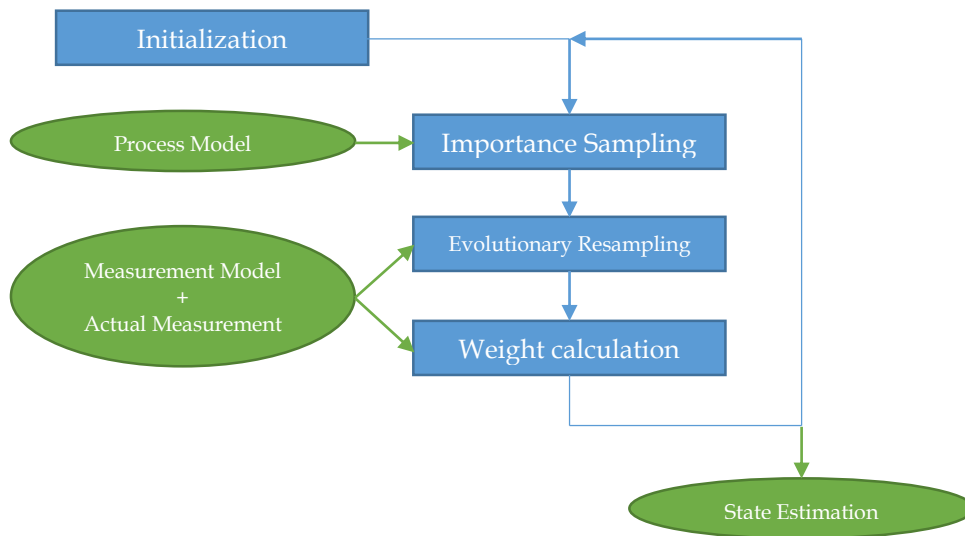 Initialization
Process Model
Importance Sampling
Evolutionary Resampling
Measurement Model
+
Actual Measurement
Weight calculation
State Estimation